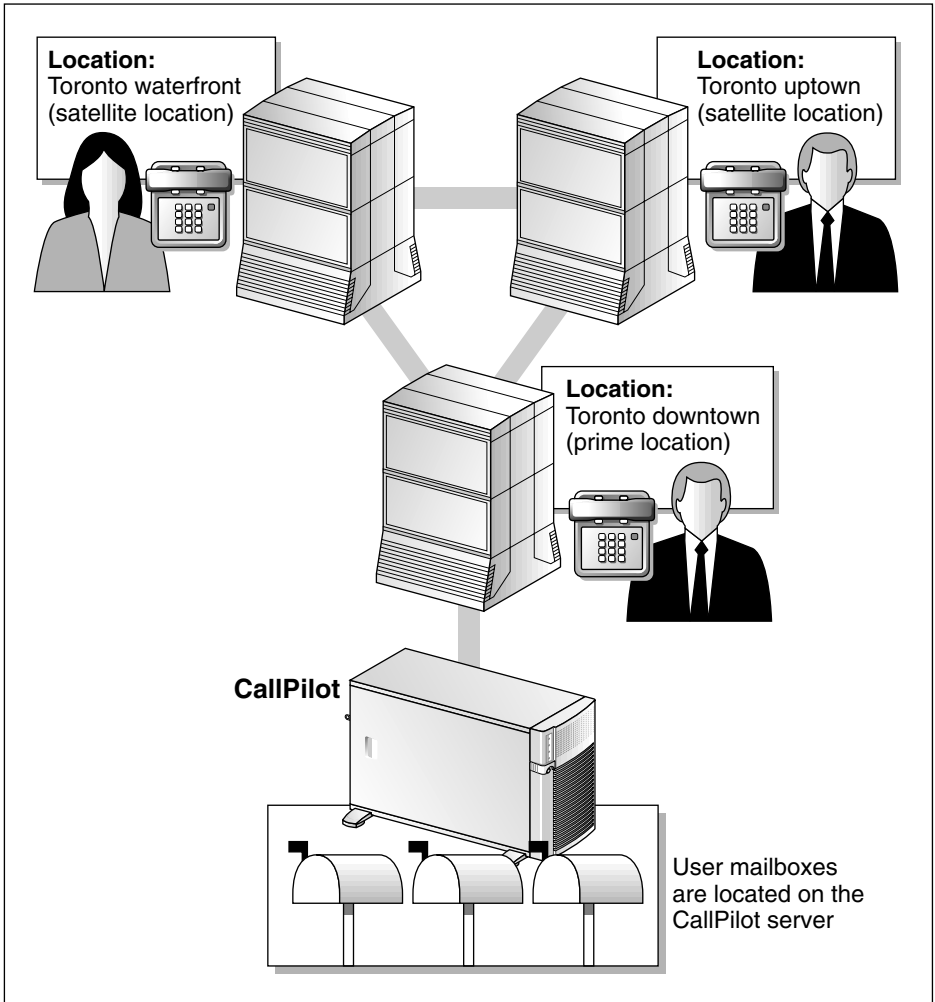 Location:
Toronto waterfront
(satellite location)
Location:
Toronto uptown
(satellite location)
Location:
Toronto downtown
(prime location)
CallPilot
User mailboxes
are located on the
CallPilot server